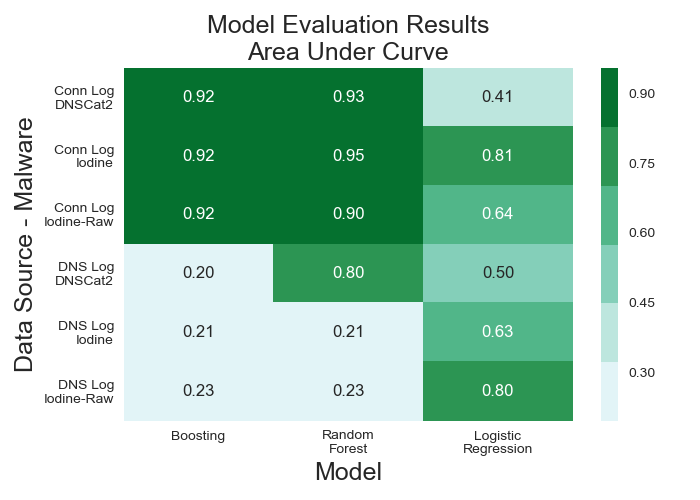 Model Evaluation Results
Area Under Curve
Data Source - Malware
Conn Log
DNSCat2
0.92 0.93 0.41
Conn Log
Iodine
0.92 0.95 0.81
Conn Log
Iodine-Raw
0.92 0.90 0.64
DNS Log
DNSCat2
0.20 0.80 0.50
DNS Log
Iodine
0.21 0.21 0.63
DNS Log
Iodine-Raw
0.23 0.23 0.80
Boosting
Random
Forest
Logistic
Regression
Model
0.90
0.75
0.60
0.45
0.30